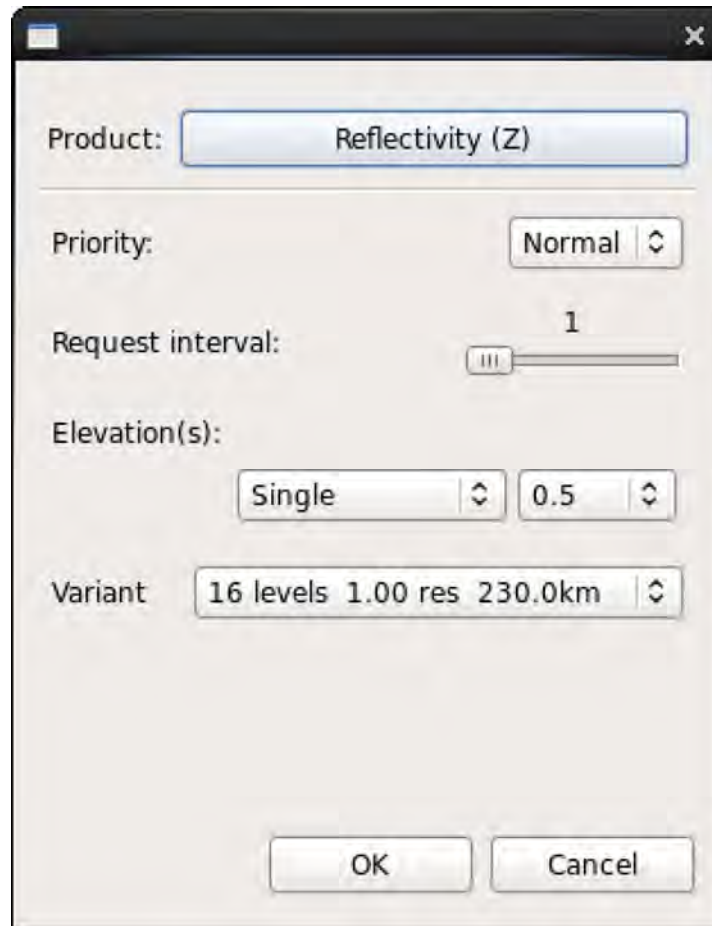 Product: Reflectivity (Z)
Priority: Normal
Request interval: 1
Elevation(s):
Single 0.5
Variant 16 levels 1.00 res 230.0km
OK Cancel